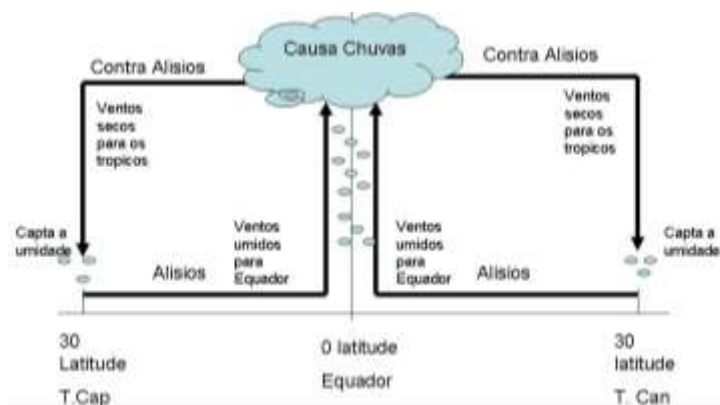 Causa Chuvas
Contra Alisios
Contra Alisios
Ventos
secos
para os
tropicos
Ventos
secos
para os
tropicos
Capta a
umidade
Ventos
umidos
para
Equador
Ventos
umidos
para
Equador
Capta a
umidade
Alisios
Alisios
30
Latitude
T.Cap
0 latitude
Equador
30
latitude
T. Can